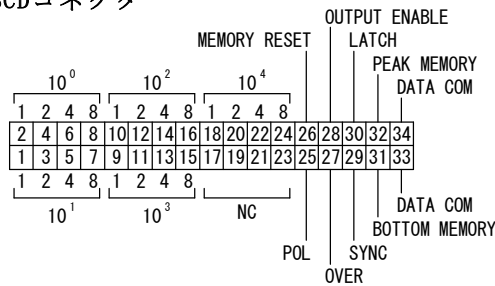 BCDコネクタ
OUTPUT ENABLE
MEMORY RESET LATCH
PEAK MEMORY
10⁰ 10² 10⁴ DATA COM
1 2 4 8 1 2 4 8 1 2 4 8
2 4 6 8 10 12 14 16 18 20 22 24 26 28 30 32 34
1 3 5 7 9 11 13 15 17 19 21 23 25 27 29 31 33
1 2 4 8 1 2 4 8
10¹ 10³ NC DATA COM
BOTTOM MEMORY
POL SYNC
OVER